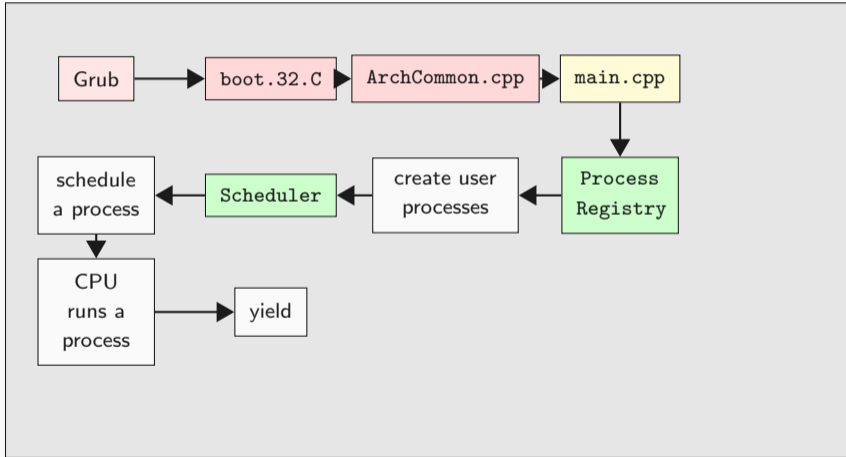 Grub
boot.32.C
ArchCommon.cpp
main.cpp
schedule
a process
Scheduler
create user
processes
Process
Registry
CPU
runs a
process
yield